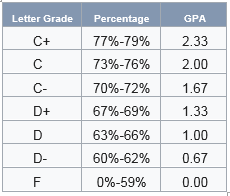 Letter Grade Percentage GPA
C+ 77%-79% 2.33
C 73%-76% 2.00
C- 70%-72% 1.67
D+ 67%-69% 1.33
D 63%-66% 1.00
D- 60%-62% 0.67
F 0%-59% 0.00